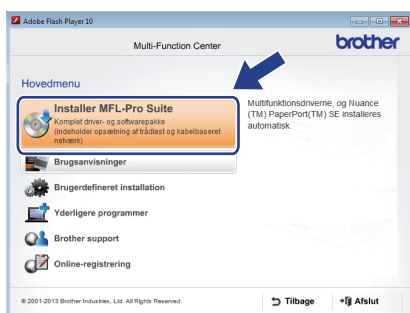 Adobe Flash Player 10
Multi-Function Center
brother
Hovedmenu
Installer MFL-Pro Suite
Komplet driver- og softwarepakke
(Indeholder opsætning af trådløst og kabelbaseret
netværk)
Multifunktionsdriverne, og Nuance
(TM) PaperPort(TM) SE installeres
automatisk.
Brugsanvisninger
Brugerdefineret installation
Yderligere programmer
Brother support
Online-registrering
© 2001-2013 Brother Industries, Ltd. All Rights Reserved.
Tilbage
Afslut